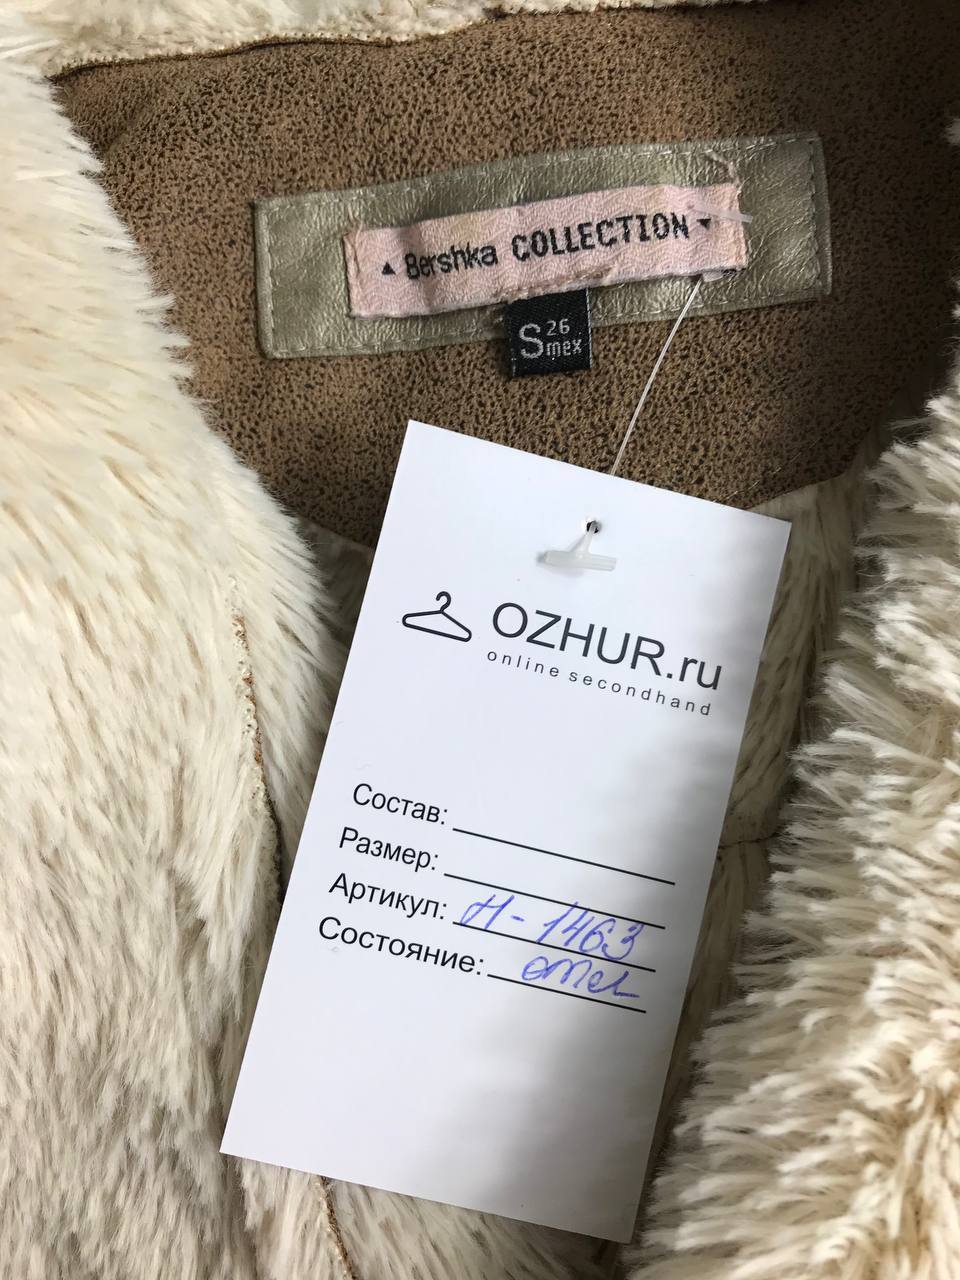 ▲ Bershka COLLECTION ▼
S 26
mex
OZHUR.ru
online secondhand
Состав:
Размер:
Артикул: Н-1463
Состояние: отл